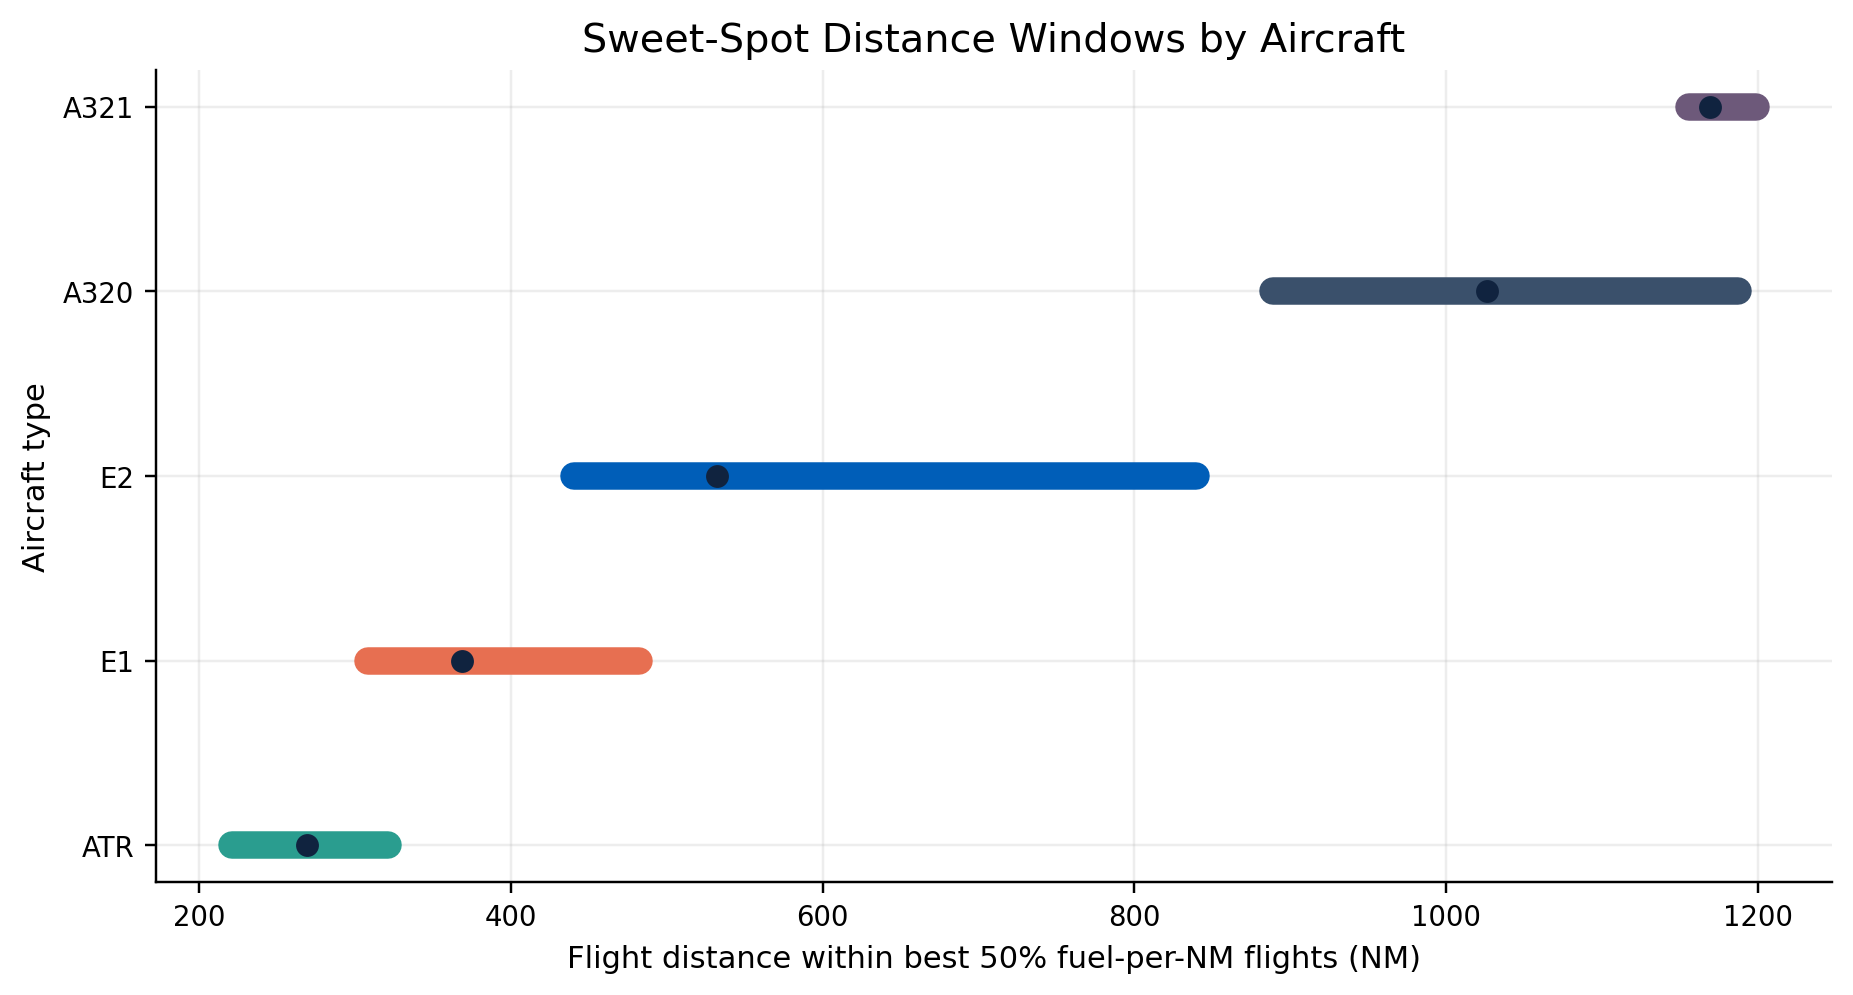 Sweet-Spot Distance Windows by Aircraft
A321
A320
E2
E1
ATR
Aircraft type
200 400 600 800 1000 1200
Flight distance within best 50% fuel-per-NM flights (NM)